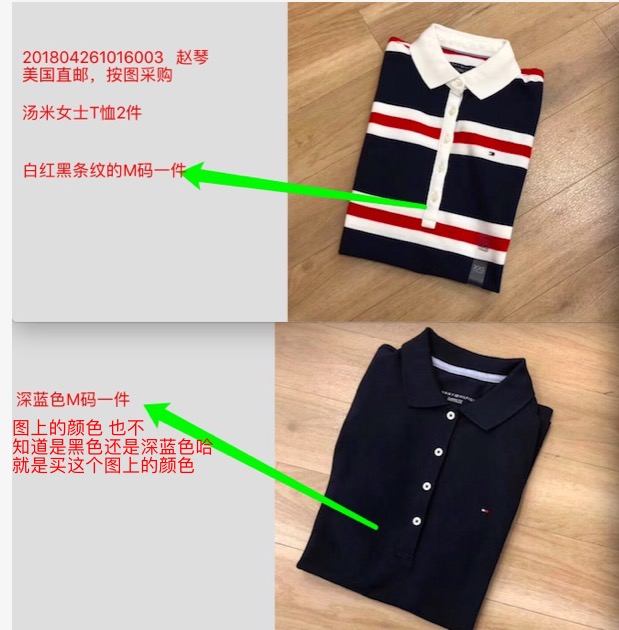 201804261016003 赵琴
美国直邮，按图采购
汤米女士T恤2件
白红黑条纹的M码一件
深蓝色M码一件
图上的颜色 也不
知道是黑色还是深蓝色哈
就是买这个图上的颜色